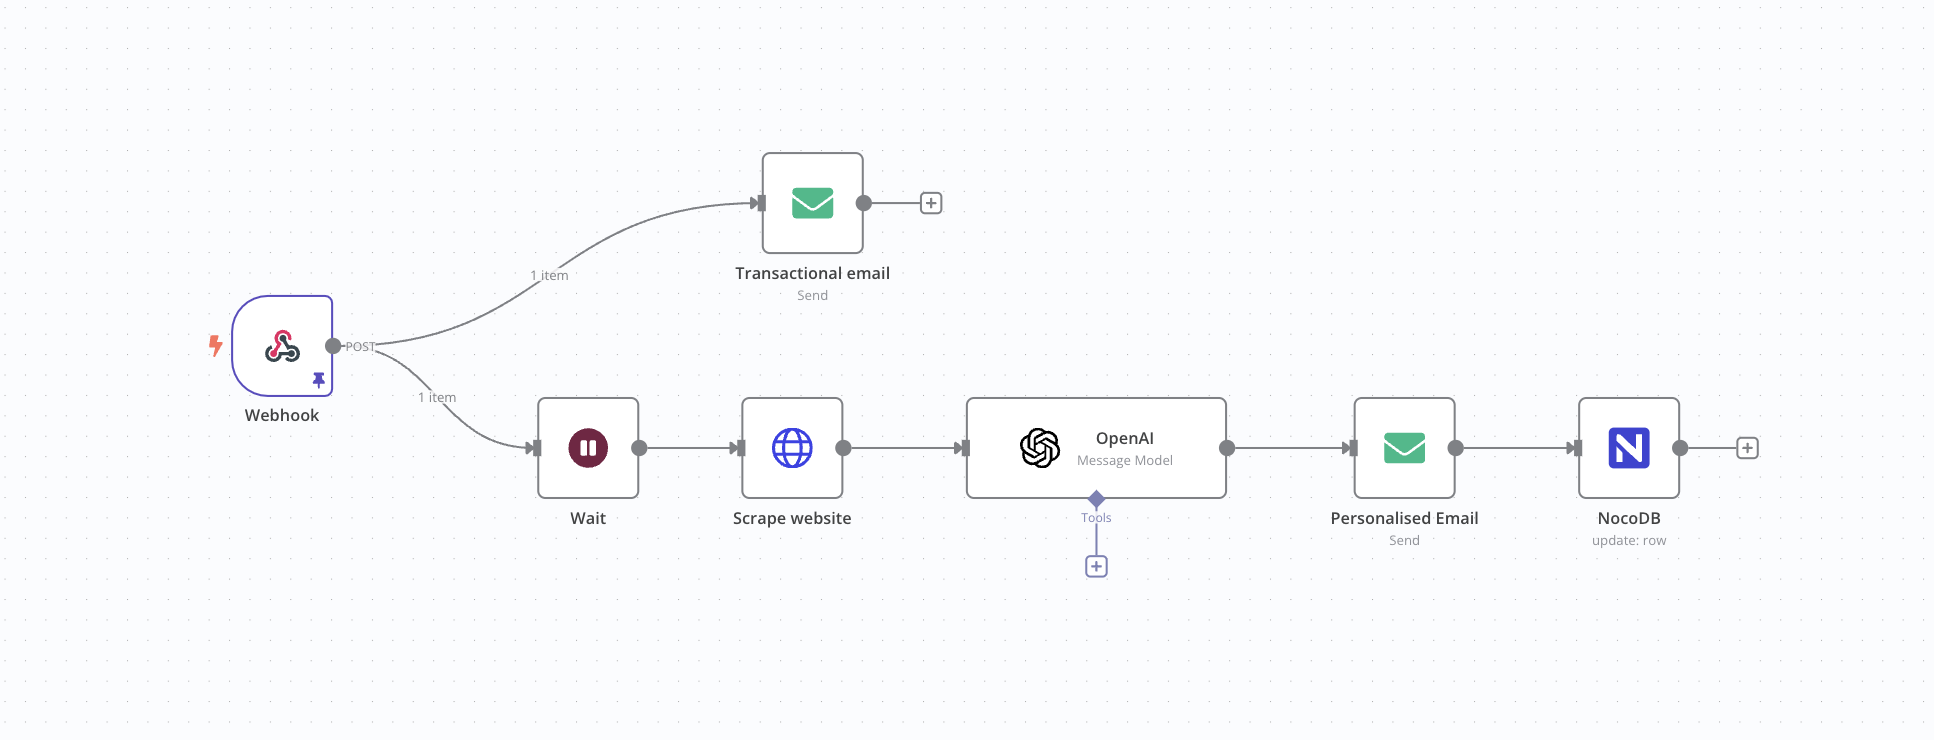 Transactional email
Send
1 item
POST
1 item
Webhook
OpenAI
Message Model
Wait
Scrape website
Tools
Personalised Email
Send
NocoDB
update: row